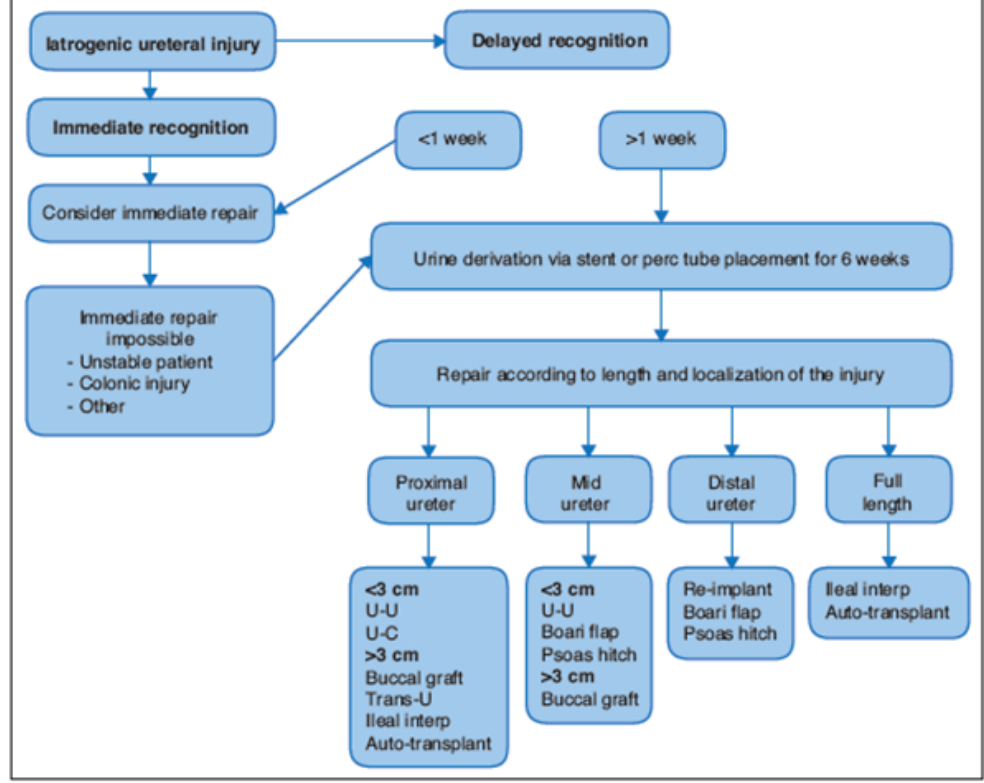 Iatrogenic ureteral injury
Delayed recognition
Immediate recognition
<1 week
>1 week
Consider immediate repair
Urine derivation via stent or perc tube placement for 6 weeks
Immediate repair
impossible
- Unstable patient
- Colonic injury
- Other
Repair according to length and localization of the injury
Proximal
ureter
Mid
ureter
Distal
ureter
Full
length
<3 cm
U-U
U-C
>3 cm
Buccal graft
Trans-U
Ileal interp
Auto-transplant
<3 cm
U-U
Boari flap
Psoas hitch
>3 cm
Buccal graft
Re-implant
Boari flap
Psoas hitch
Ileal interp
Auto-transplant